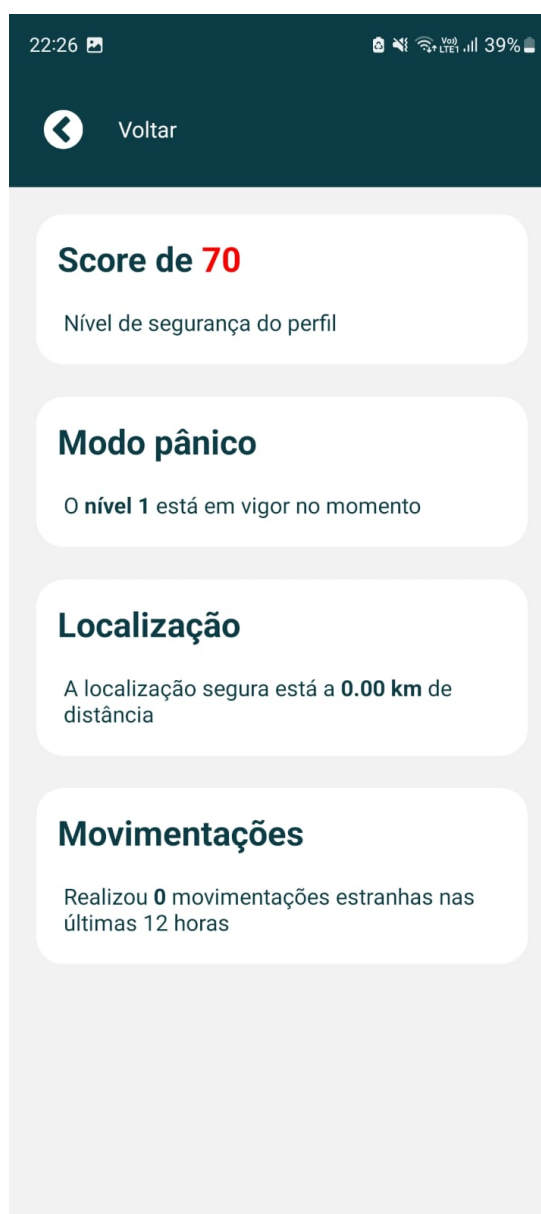 22:26
Vo)) LTE1 39%
Voltar
Score de 70
Nível de segurança do perfil
Modo pânico
O nível 1 está em vigor no momento
Localização
A localização segura está a 0.00 km de
distância
Movimentações
Realizou 0 movimentações estranhas nas
últimas 12 horas